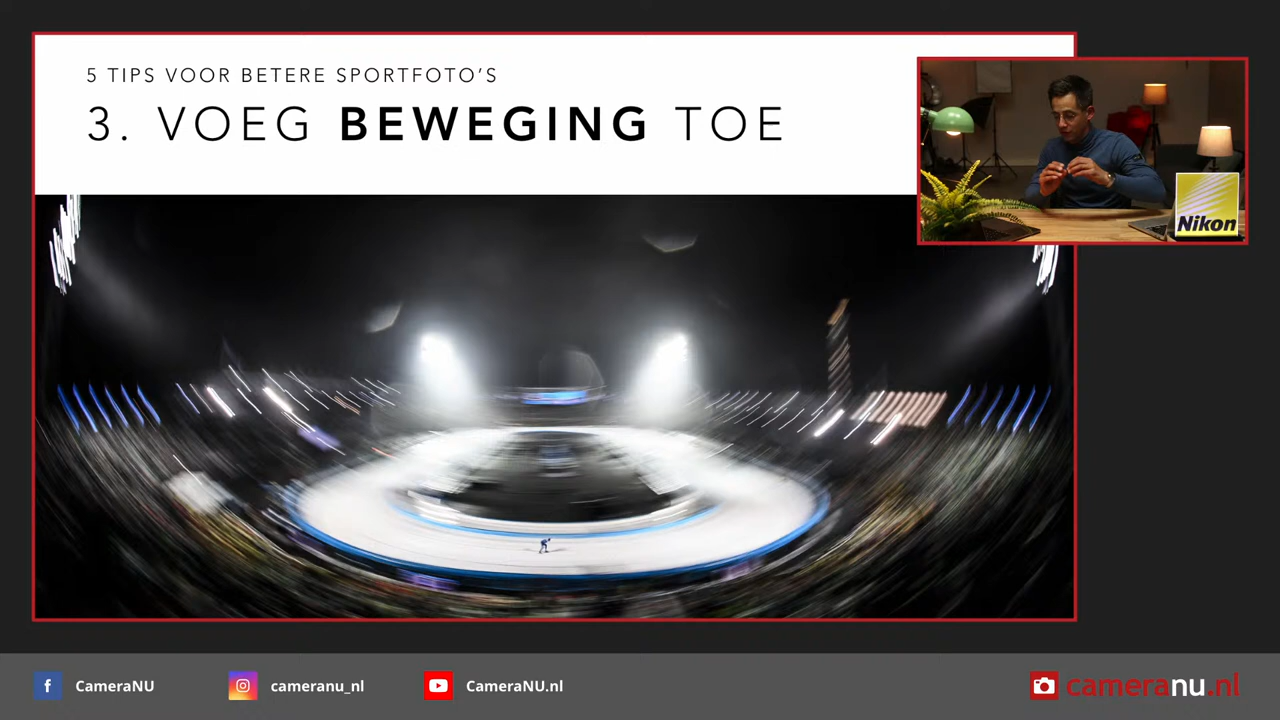 5 TIPS VOOR BETERE SPORTFOTO'S
3. VOEG BEWEGING TOE
Nikon
CameraNU
cameranu_nl
CameraNU.nl
cameranu.nl